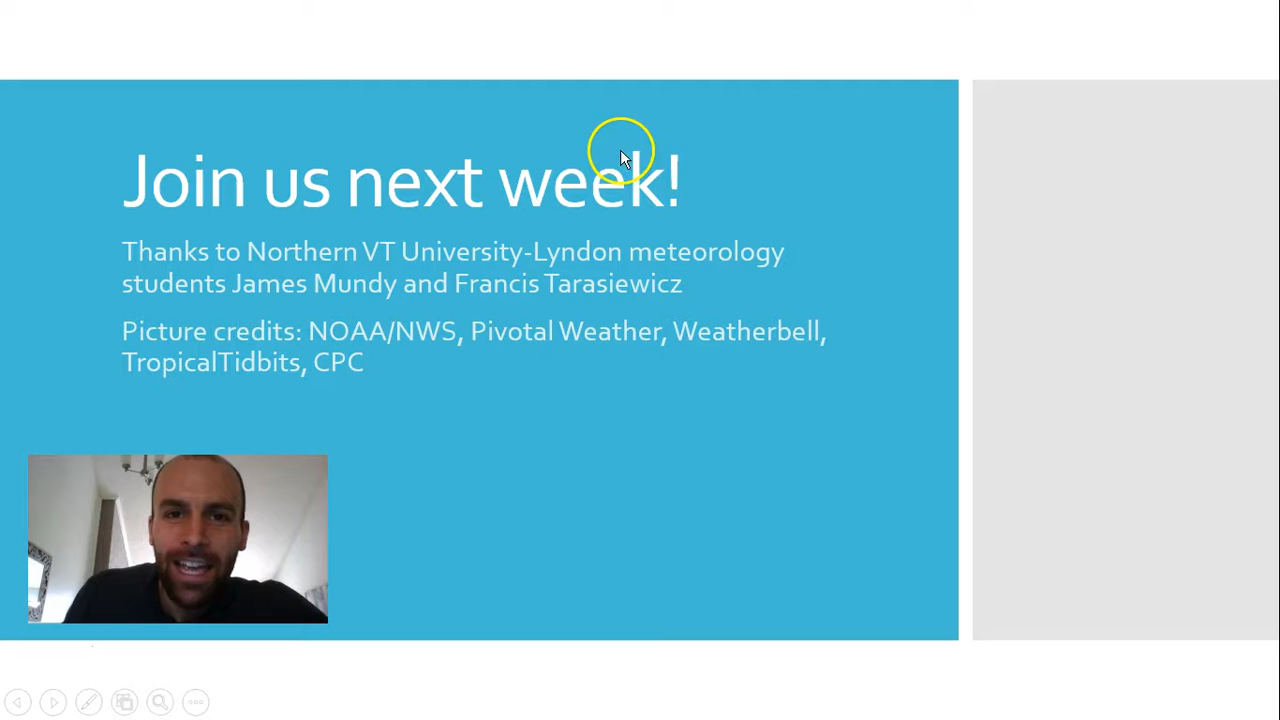 Join us next week!
Thanks to Northern VT University-Lyndon meteorology
students James Mundy and Francis Tarasiewicz
Picture credits: NOAA/NWS, Pivotal Weather, Weatherbell,
TropicalTidbits, CPC